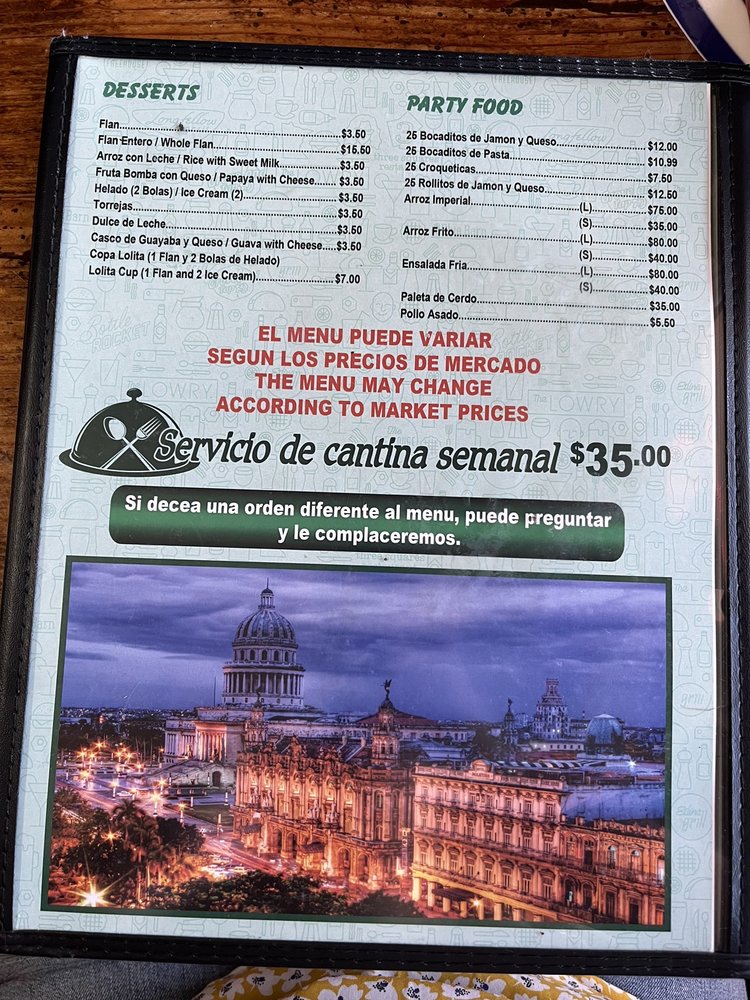 DESSERTS
Flan.......$3.50
Flan Entero / Whole Flan.......$15.50
Arroz con Leche / Rice with Sweet Milk.......$3.50
Fruta Bomba con Queso / Papaya with Cheese.......$3.50
Helado (2 Bolas) / Ice Cream (2).......$3.50
Torrejas.......$3.50
Dulce de Leche.......$3.50
Casco de Guayaba y Queso / Guava with Cheese....$3.50
Copa Lolita (1 Flan y 2 Bolas de Helado)
Lolita Cup (1 Flan and 2 Ice Cream).......$7.00
PARTY FOOD
25 Bocaditos de Jamon y Queso.......$12.00
25 Bocaditos de Pasta.......$10.99
25 Croqueticas.......$7.50
25 Rollitos de Jamon y Queso.......$12.50
Arroz Imperial.......(L).......$75.00
(S).......$35.00
Arroz Frito.......(L).......$80.00
(S).......$40.00
Ensalada Fria.......(L).......$80.00
(S).......$40.00
Paleta de Cerdo.......$35.00
Pollo Asado.......$5.50
EL MENU PUEDE VARIAR
SEGUN LOS PRECIOS DE MERCADO
THE MENU MAY CHANGE
ACCORDING TO MARKET PRICES
Servicio de cantina semanal $35.00
Si decea una orden diferente al menu, puede preguntar
y le complaceremos.